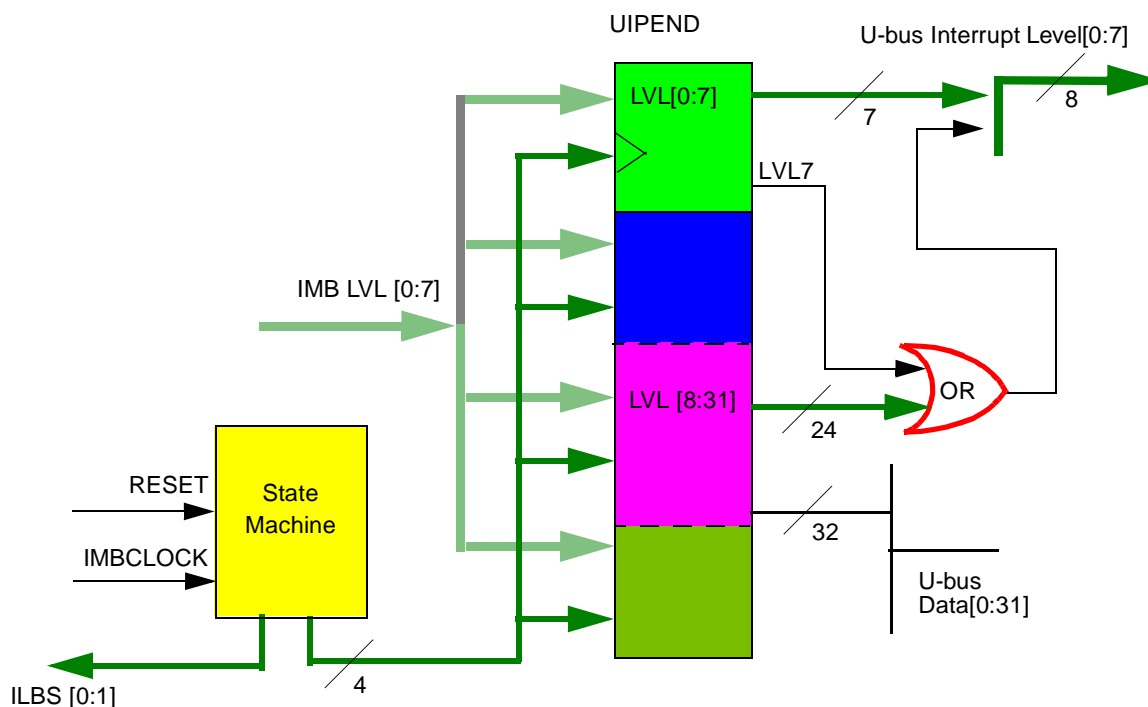 UIPEND
U-bus Interrupt Level[0:7]
LVL[0:7]
7
8
LVL7
IMB LVL [0:7]
LVL [8:31]
OR
24
RESET
State
Machine
32
IMBCLOCK
U-bus
Data[0:31]
4
ILBS [0:1]